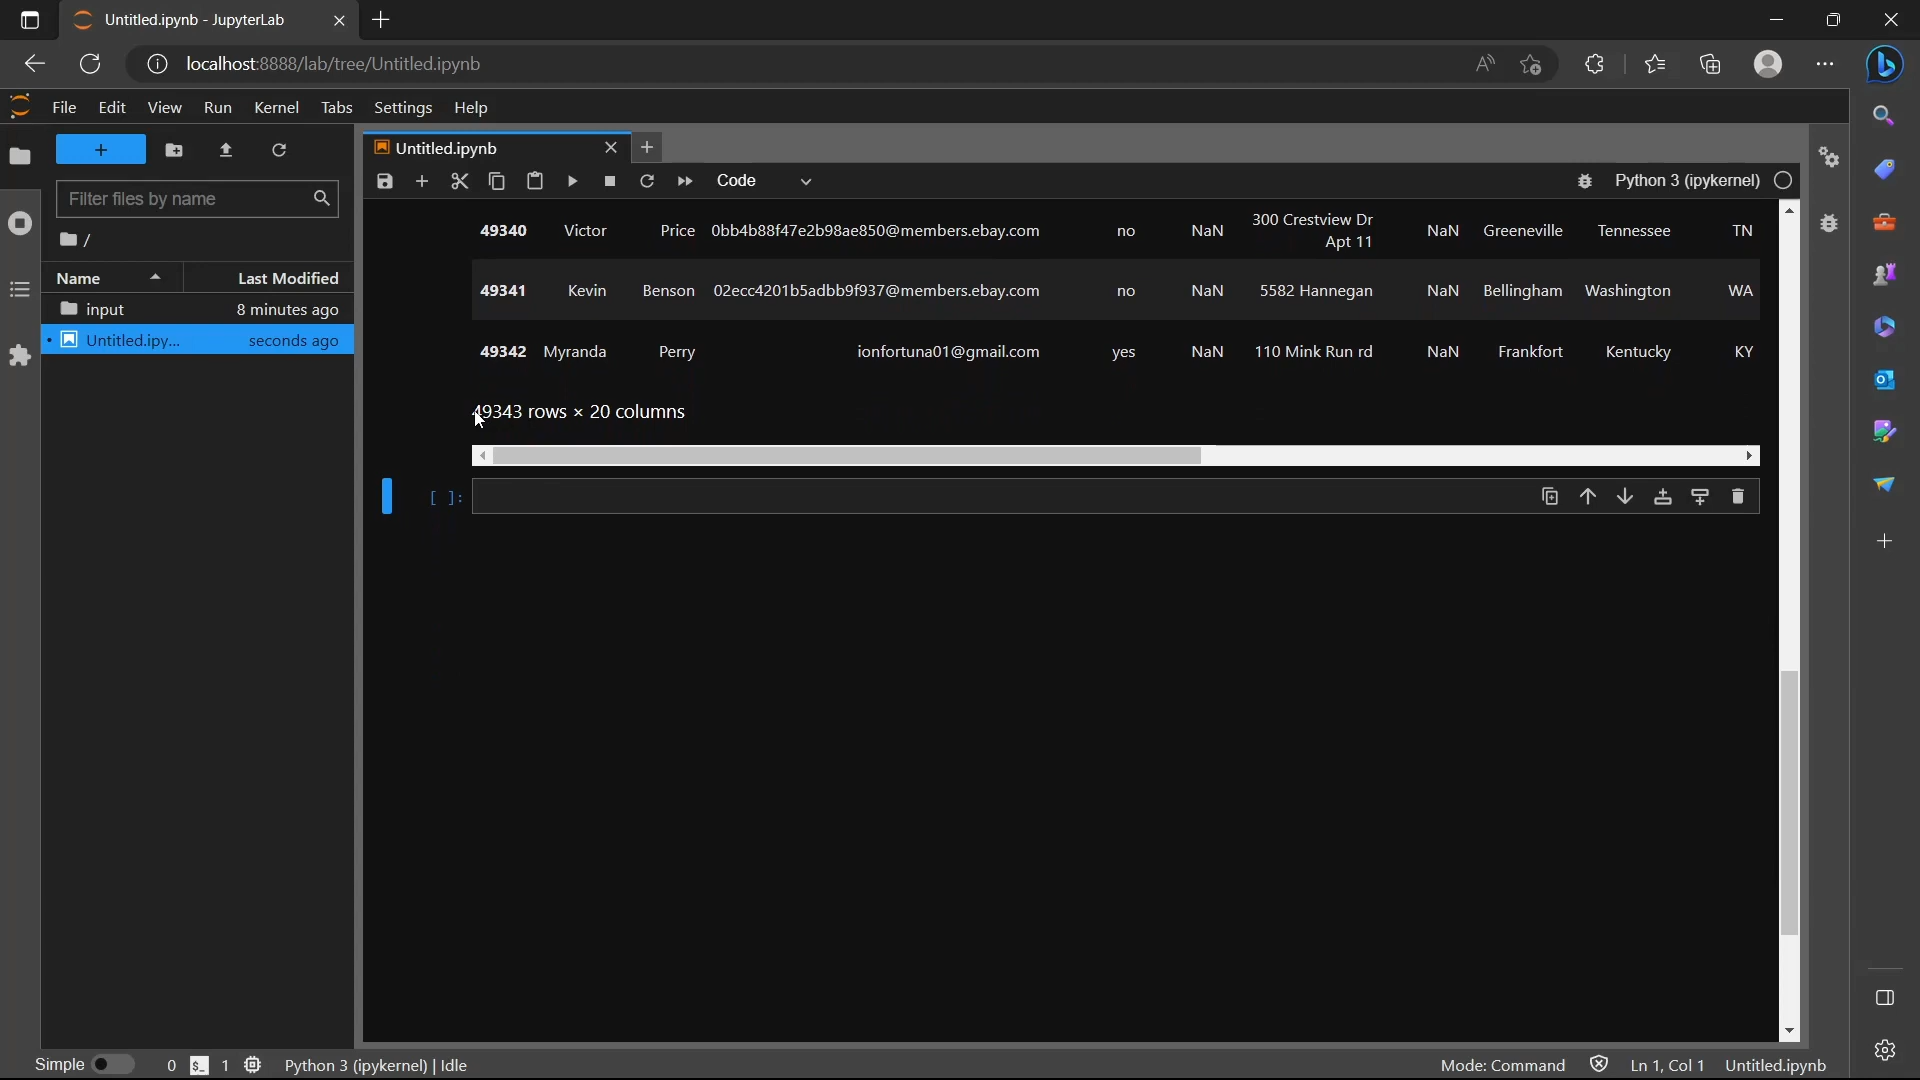 Untitled.ipynb - JupyterLab
localhost:8888/lab/tree/Untitled.ipynb
File Edit View Run Kernel Tabs Settings Help
Untitled.ipynb
Code
Python 3 (ipykernel)
Filter files by name
/
Name Last Modified
input 8 minutes ago
Untitled.ipy... seconds ago
300 Crestview Dr
49340 Victor Price 0bb4b88f47e2b98ae850@members.ebay.com no NaN NaN Greeneville Tennessee TN
Apt 11
49341 Kevin Benson 02ecc4201b5adbb9f937@members.ebay.com no NaN 5582 Hannegan NaN Bellingham Washington WA
49342 Myranda Perry ionfortuna01@gmail.com yes NaN 110 Mink Run rd NaN Frankfort Kentucky KY
49343 rows × 20 columns
[ ]:
Simple 0 $_ 1 Python 3 (ipykernel) | Idle Mode: Command Ln 1, Col 1 Untitled.ipynb